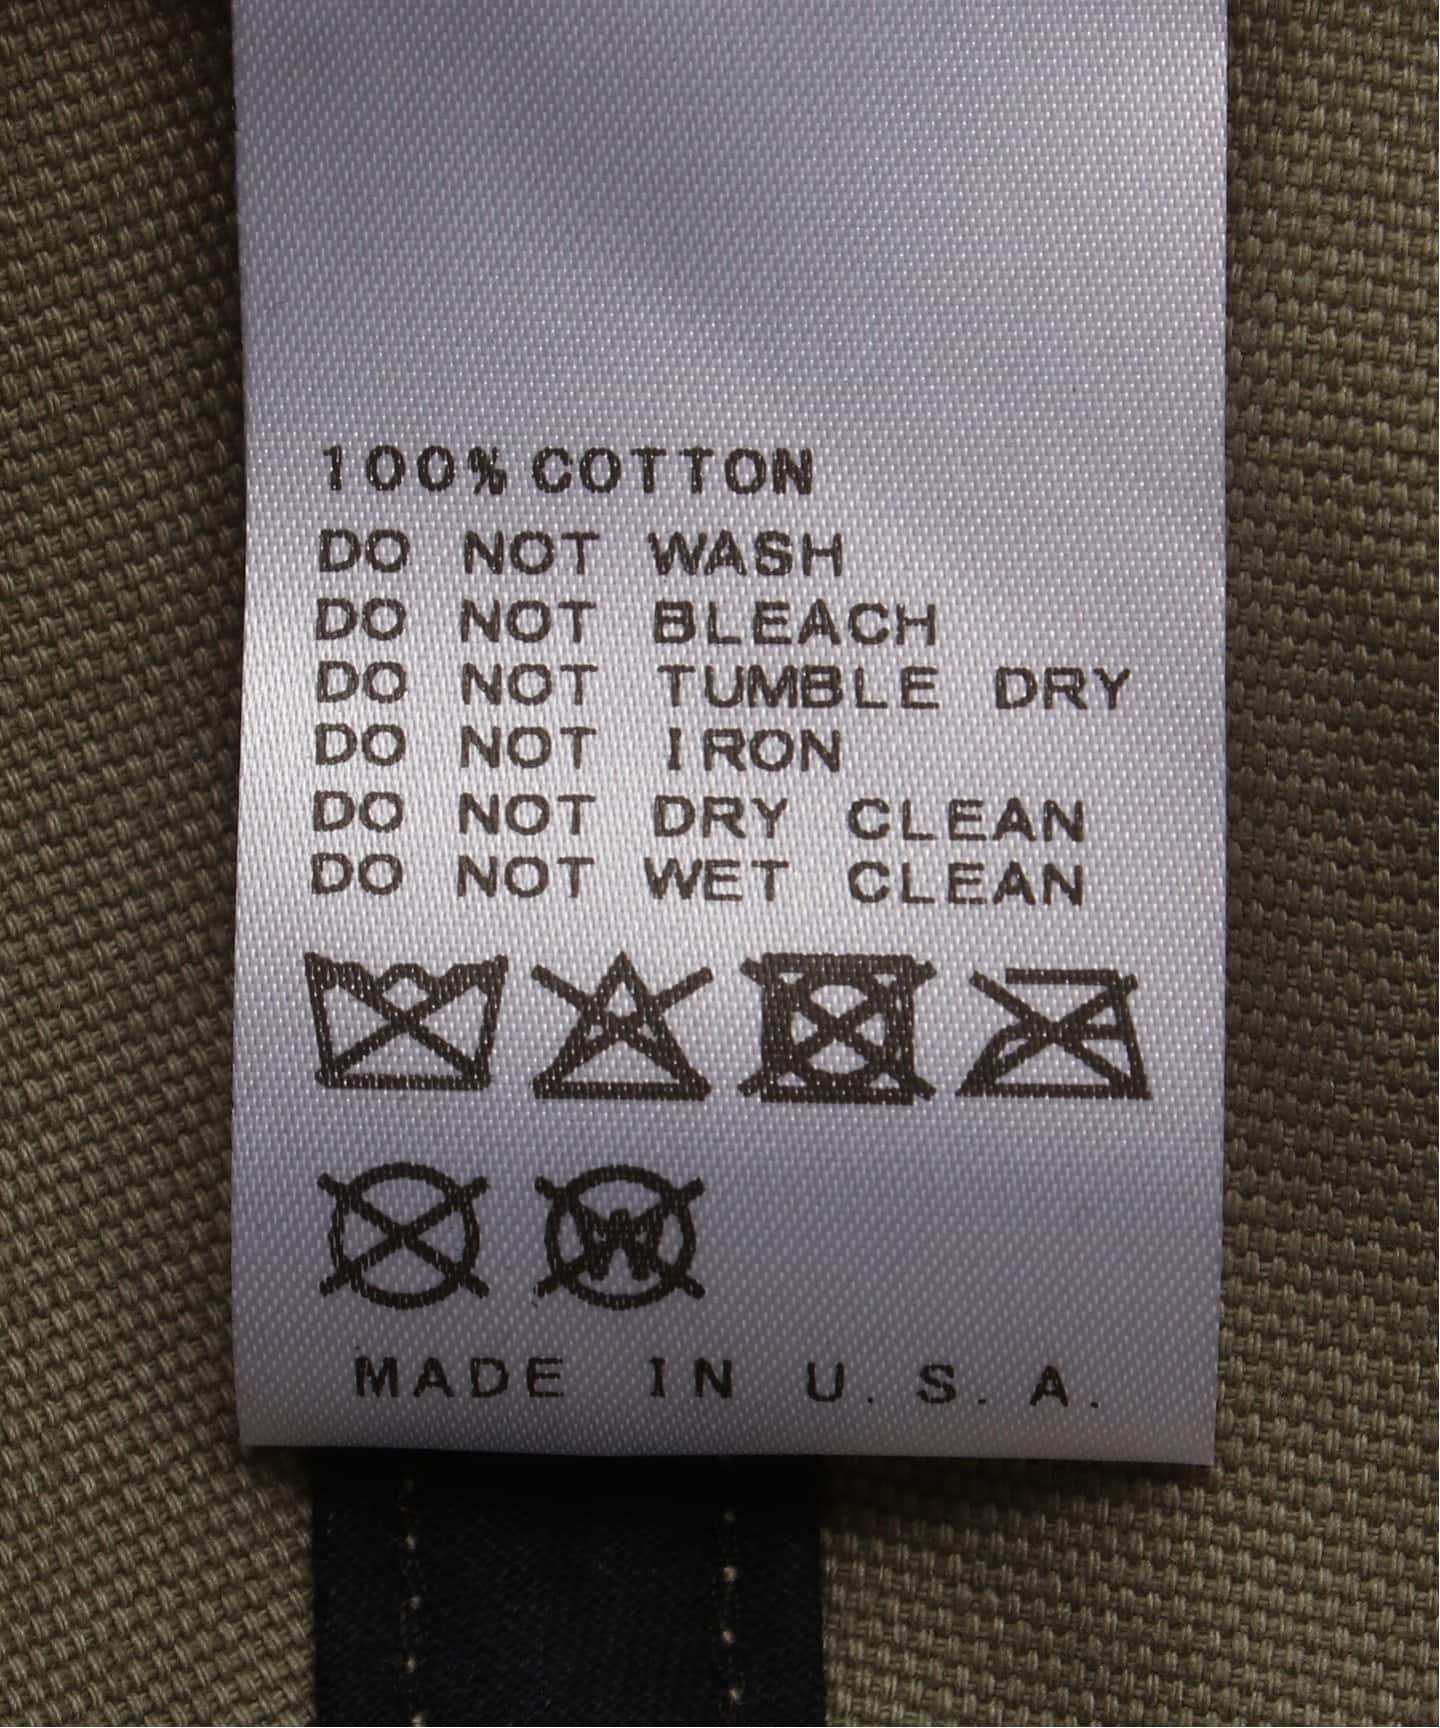 100% COTTON
DO NOT WASH
DO NOT BLEACH
DO NOT TUMBLE DRY
DO NOT IRON
DO NOT DRY CLEAN
DO NOT WET CLEAN
W
MADE IN U.S.A.